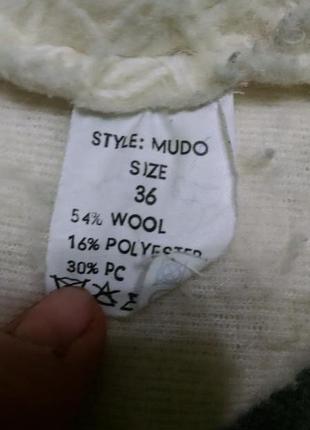 STYLE: MUDO
SIZE
36
54% WOOL
16% POLYESTER
30% PC